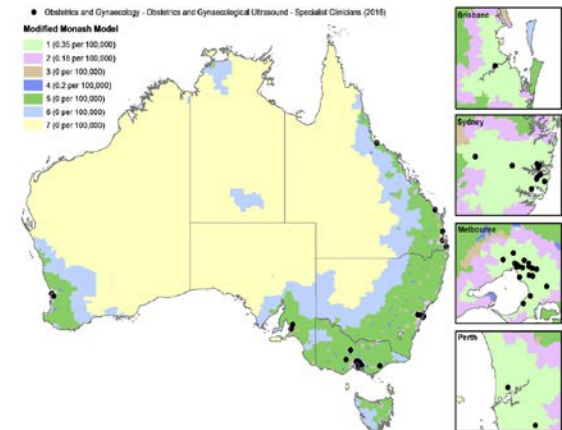 Obstetrics and Gynaecology - Obstetrics and Gynaecological Ultrasound - Specialist Clinicians (2016)
Modified Monash Model
1 (0.35 per 100,000)
2 (0.18 per 100,000)
3 (0 per 100,000)
4 (0.2 per 100,000)
5 (0 per 100,000)
6 (0 per 100,000)
7 (0 per 100,000)
Brisbane
Sydney
Melbourne
Perth